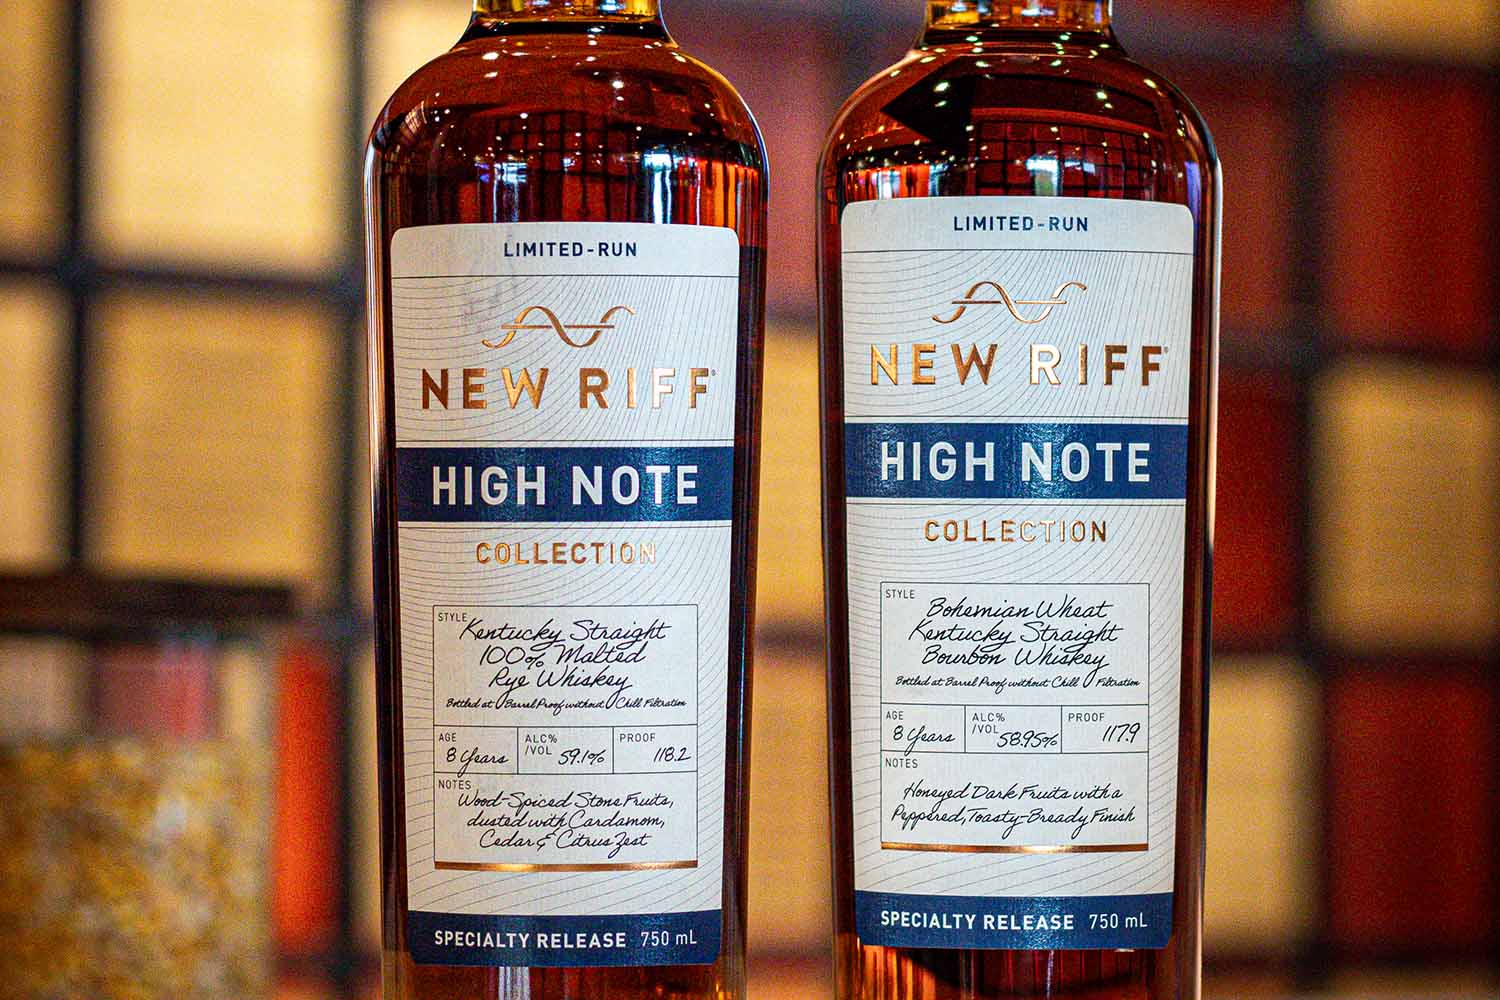 LIMITED-RUN
NEW RIFF®
HIGH NOTE
COLLECTION
STYLE
Kentucky Straight
100% Malted
Rye Whiskey
Bottled at Barrel Proof without Chill Filtration
AGE
8 Years
ALC%
/VOL 59.1%
PROOF
118.2
NOTES
Wood-Spiced Stone Fruits,
dusted with Cardamom,
Cedar & Citrus Zest
SPECIALTY RELEASE 750 mL
LIMITED-RUN
NEW RIFF®
HIGH NOTE
COLLECTION
STYLE
Bohemian Wheat
Kentucky Straight
Bourbon Whiskey
Bottled at Barrel Proof without Chill Filtration
AGE
8 Years
ALC%
/VOL 58.95%
PROOF
117.9
NOTES
Honeyed Dark Fruits with a
Peppered, Toasty-Bready Finish
SPECIALTY RELEASE 750 mL